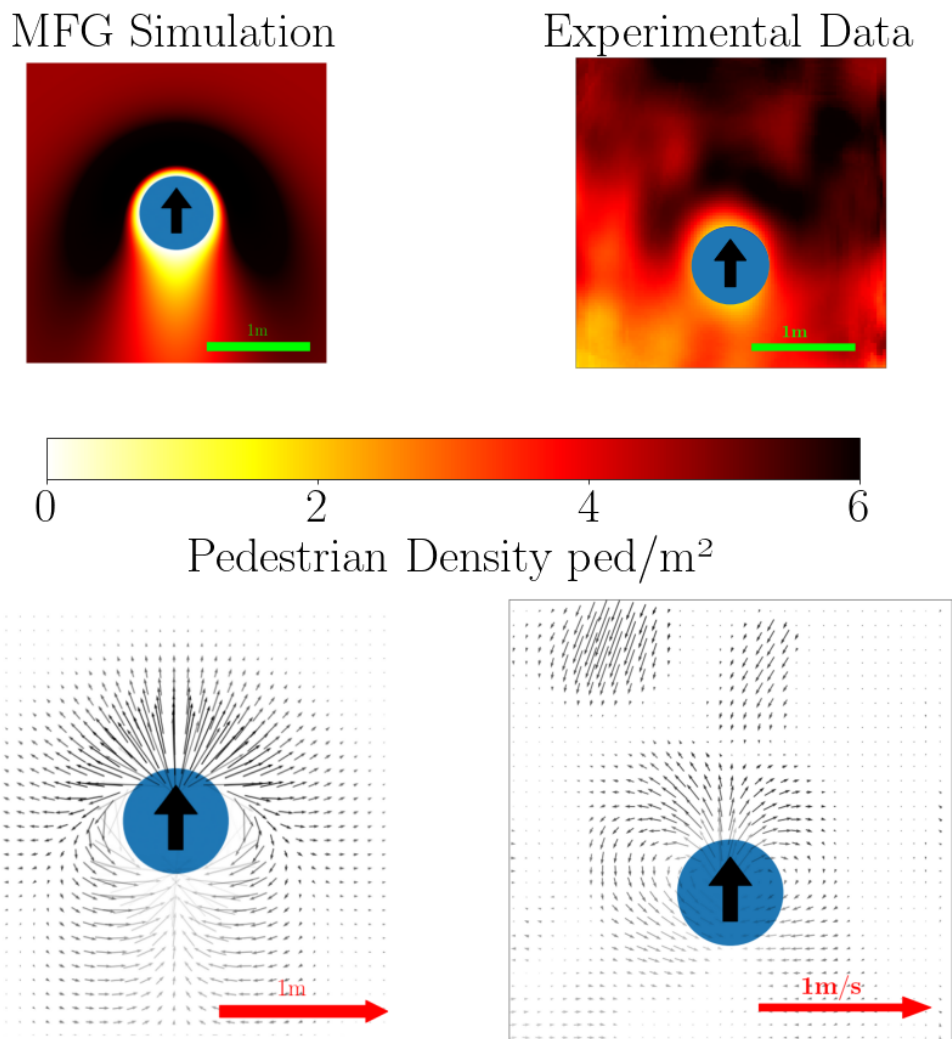 MFG Simulation
Experimental Data
1m
1m
0 2 4 6
Pedestrian Density ped/m²
1m
1m/s